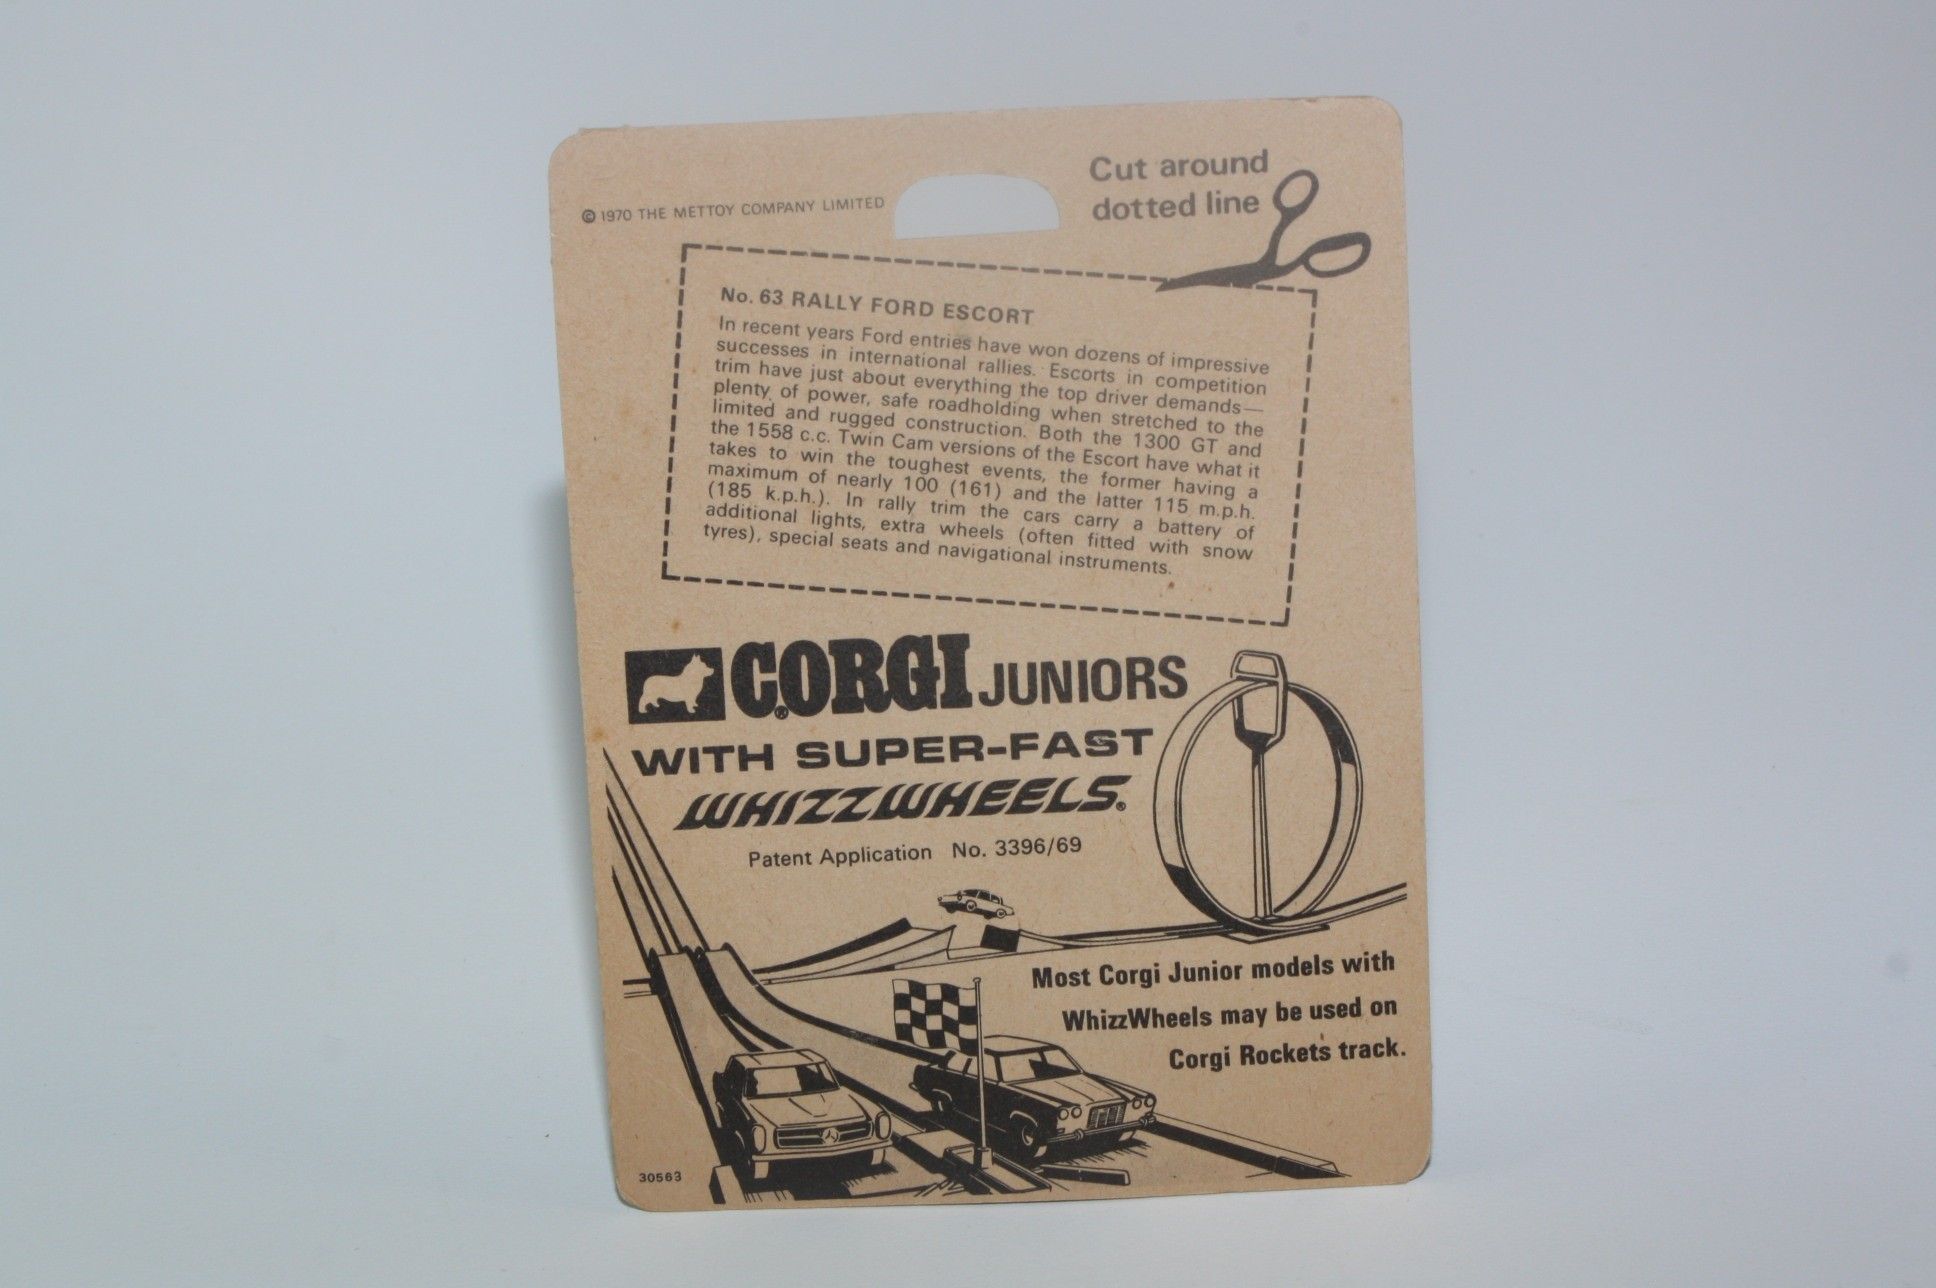 © 1970 THE METTOY COMPANY LIMITED
Cut around
dotted line
No. 63 RALLY FORD ESCORT
In recent years Ford entries have won dozens of impressive
successes in international rallies. Escorts in competition
trim have just about everything the top driver demands—
plenty of power, safe roadholding when stretched to the
limited and rugged construction. Both the 1300 GT and
the 1558 c.c. Twin Cam versions of the Escort have what it
takes to win the toughest events, the former having a
maximum of nearly 100 (161) and the latter 115 m.p.h.
(185 k.p.h.). In rally trim the cars carry a battery of
additional lights, extra wheels (often fitted with snow
tyres), special seats and navigational instruments.
CORGI® JUNIORS
WITH SUPER-FAST
WHIZZWHEELS®
Patent Application No. 3396/69
Most Corgi Junior models with
WhizzWheels may be used on
Corgi Rockets track.
30563